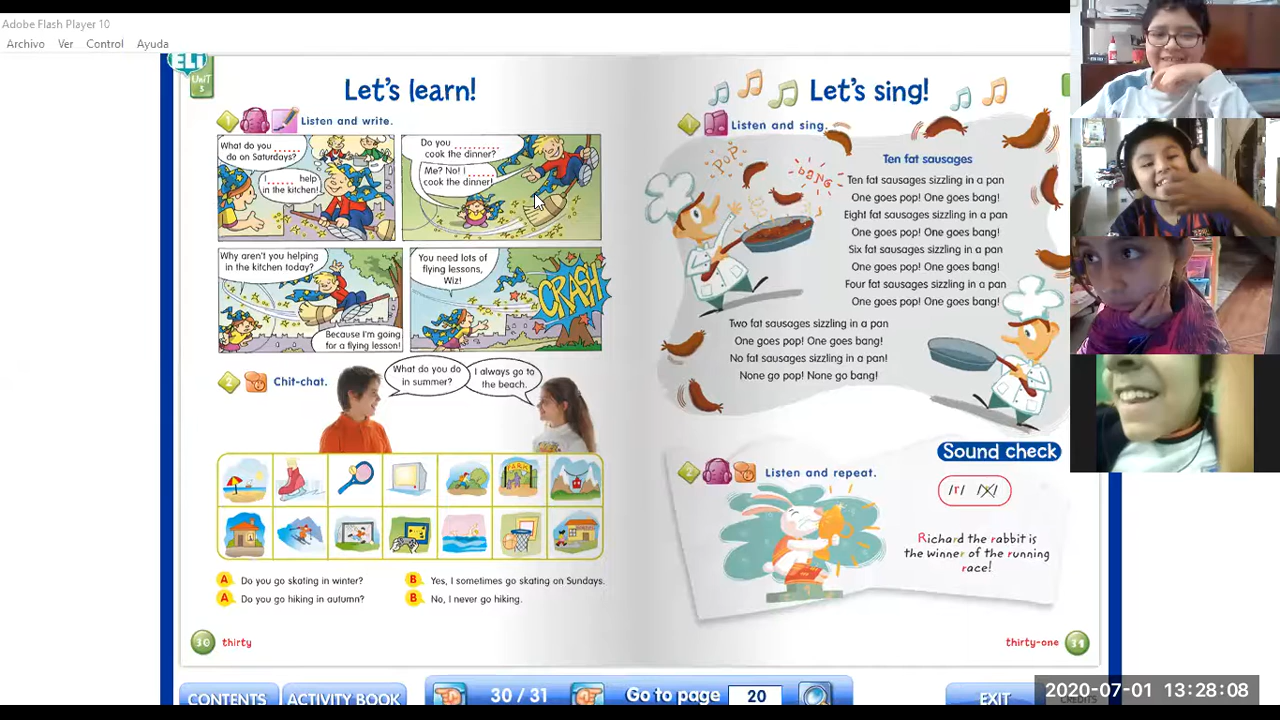 Adobe Flash Player 10
Archivo Ver Control Ayuda
ELI
UNIT
5
Let's learn!
1 Listen and write.
What do you ......
do on Saturdays?
I ...... help
in the kitchen!
Do you ..........
cook the dinner?
Me? No! I .....
cook the dinner!
Why aren't you helping
in the kitchen today?
Because I'm going
for a flying lesson!
You need lots of
flying lessons,
Wiz!
CRASH
2 Chit-chat.
What do you do
in summer?
I always go to
the beach.
A Do you go skating in winter?
B Yes, I sometimes go skating on Sundays.
A Do you go hiking in autumn?
B No, I never go hiking.
30 thirty
Let's sing!
1 Listen and sing.
POP
bANG
Ten fat sausages
Ten fat sausages sizzling in a pan
One goes pop! One goes bang!
Eight fat sausages sizzling in a pan
One goes pop! One goes bang!
Six fat sausages sizzling in a pan
One goes pop! One goes bang!
Four fat sausages sizzling in a pan
One goes pop! One goes bang!
Two fat sausages sizzling in a pan
One goes pop! One goes bang!
No fat sausages sizzling in a pan!
None go pop! None go bang!
Sound check
2 Listen and repeat.
/r/
Richard the rabbit is
the winner of the running
race!
thirty-one 31
CONTENTS ACTIVITY BOOK 30 / 31 Go to page 20 EXIT CREDITS
2020-07-01 13:28:08